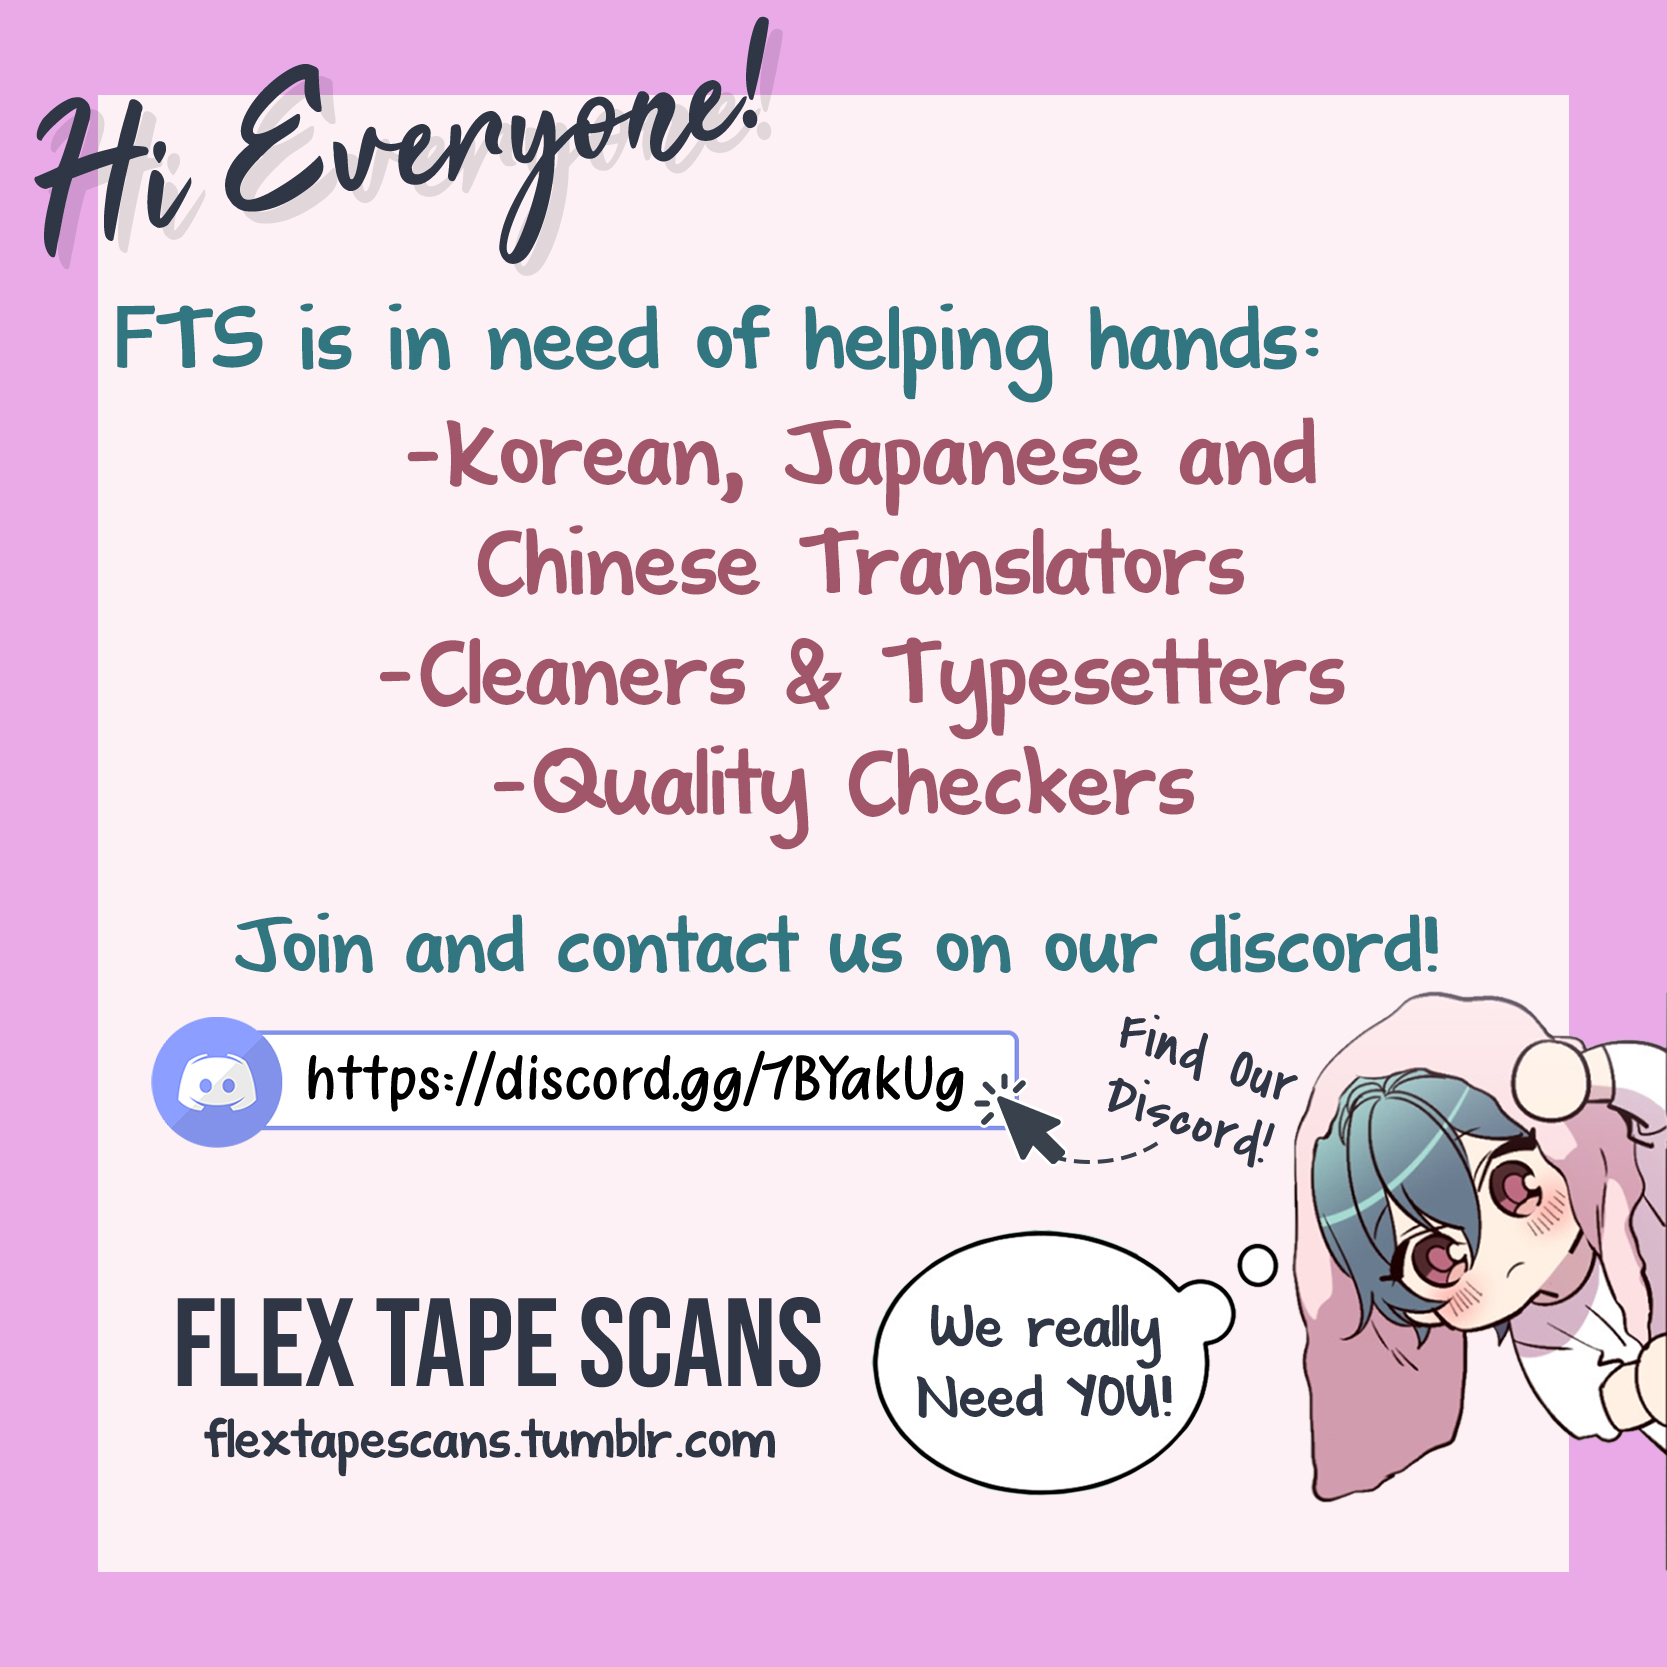 Hi Everyone!
FTS is in need of helping hands:
-Korean, Japanese and
Chinese Translators
-Cleaners & Typesetters
-Quality Checkers
Join and contact us on our discord!
https://discord.gg/7BYakUg
Find Our
Discord!
We really
Need YOU!
FLEX TAPE SCANS
flextapescans.tumblr.com